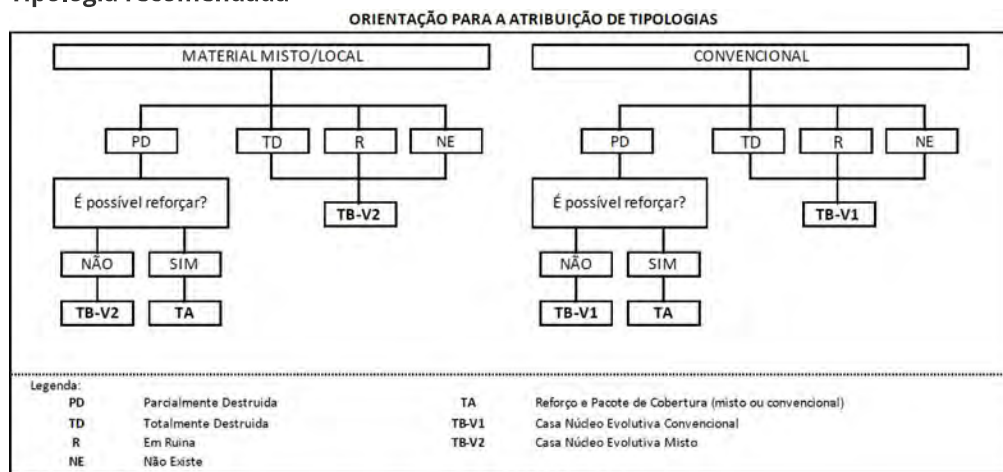 Tipologia recomendada
ORIENTAÇÃO PARA A ATRIBUIÇÃO DE TIPOLOGIAS
MATERIAL MISTO/LOCAL
CONVENCIONAL
PD TD R NE
PD TD R NE
É possível reforçar?
TB-V2
É possível reforçar?
TB-V1
NÃO SIM
NÃO SIM
TB-V2 TA
TB-V1 TA
Legenda:
PD Parcialmente Destruida
TD Totalmente Destruida
R Em Ruina
NE Não Existe
TA Reforço e Pacote de Cobertura (misto ou convencional)
TB-V1 Casa Núcleo Evolutiva Convencional
TB-V2 Casa Núcleo Evolutiva Misto